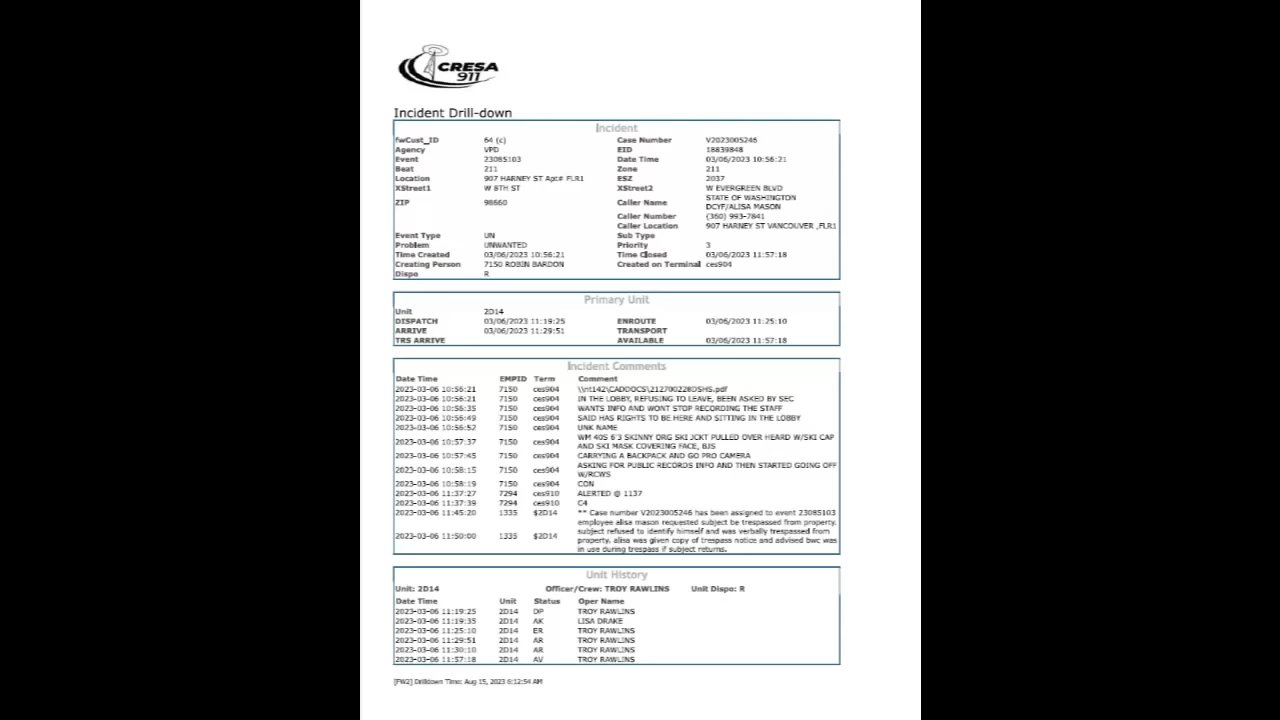 CRESA
911
Incident Drill-down
Incident
fwCust_ID 64 (c) Case Number V2023005246
Agency VPD EID 18839848
Event 23085103 Date Time 03/06/2023 10:56:21
Beat 211 Zone 211
Location 907 HARNEY ST Apt# FLR1 ESZ 2037
XStreet1 W 8TH ST XStreet2 W EVERGREEN BLVD
ZIP 98660 Caller Name STATE OF WASHINGTON
DCYF/ALISA MASON
Caller Number (360) 993-7841
Caller Location 907 HARNEY ST VANCOUVER ,FLR1
Event Type UN Sub Type
Problem UNWANTED Priority 3
Time Created 03/06/2023 10:56:21 Time Closed 03/06/2023 11:57:18
Creating Person 7150 ROBIN BARDON Created on Terminal ces904
Dispo R
Primary Unit
Unit 2D14
DISPATCH 03/06/2023 11:19:25 ENROUTE 03/06/2023 11:25:10
ARRIVE 03/06/2023 11:29:51 TRANSPORT
TRS ARRIVE AVAILABLE 03/06/2023 11:57:18
Incident Comments
Date Time EMPID Term Comment
2023-03-06 10:56:21 7150 ces904 \\nt142\CADDOCS\212700228DSHS.pdf
2023-03-06 10:56:21 7150 ces904 IN THE LOBBY, REFUSING TO LEAVE, BEEN ASKED BY SEC
2023-03-06 10:56:35 7150 ces904 WANTS INFO AND WONT STOP RECORDING THE STAFF
2023-03-06 10:56:49 7150 ces904 SAID HAS RIGHTS TO BE HERE AND SITTING IN THE LOBBY
2023-03-06 10:56:52 7150 ces904 UNK NAME
2023-03-06 10:57:37 7150 ces904 WM 40S 6'3 SKINNY ORG SKI JCKT PULLED OVER HEARD W/SKI CAP
AND SKI MASK COVERING FACE, BJS
2023-03-06 10:57:45 7150 ces904 CARRYING A BACKPACK AND GO PRO CAMERA
2023-03-06 10:58:15 7150 ces904 ASKING FOR PUBLIC RECORDS INFO AND THEN STARTED GOING OFF
W/RCWS
2023-03-06 10:58:19 7150 ces904 CON
2023-03-06 11:37:27 7294 ces910 ALERTED @ 1137
2023-03-06 11:37:39 7294 ces910 C4
2023-03-06 11:45:20 1335 $2D14 ** Case number V2023005246 has been assigned to event 23085103
2023-03-06 11:50:00 1335 $2D14 employee alisa mason requested subject be trespassed from property.
subject refused to identify himself and was verbally trespassed from
property. alisa was given copy of trespass notice and advised bwc was
in use during trespass if subject returns.
Unit History
Unit: 2D14 Officer/Crew: TROY RAWLINS Unit Dispo: R
Date Time Unit Status Oper Name
2023-03-06 11:19:25 2D14 DP TROY RAWLINS
2023-03-06 11:19:35 2D14 AK LISA DRAKE
2023-03-06 11:25:10 2D14 ER TROY RAWLINS
2023-03-06 11:29:51 2D14 AR TROY RAWLINS
2023-03-06 11:30:10 2D14 AR TROY RAWLINS
2023-03-06 11:57:18 2D14 AV TROY RAWLINS
[FW2] Drilldown Time: Aug 15, 2023 6:12:54 AM